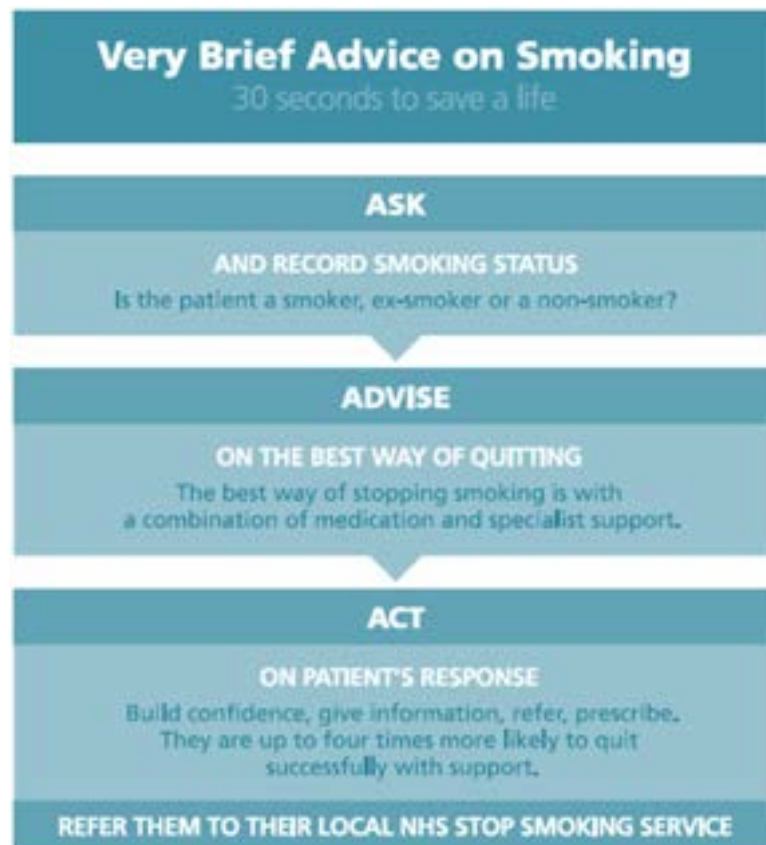 Very Brief Advice on Smoking
30 seconds to save a life
ASK
AND RECORD SMOKING STATUS
Is the patient a smoker, ex-smoker or a non-smoker?
ADVISE
ON THE BEST WAY OF QUITTING
The best way of stopping smoking is with
a combination of medication and specialist support.
ACT
ON PATIENT'S RESPONSE
Build confidence, give information, refer, prescribe.
They are up to four times more likely to quit
successfully with support.
REFER THEM TO THEIR LOCAL NHS STOP SMOKING SERVICE